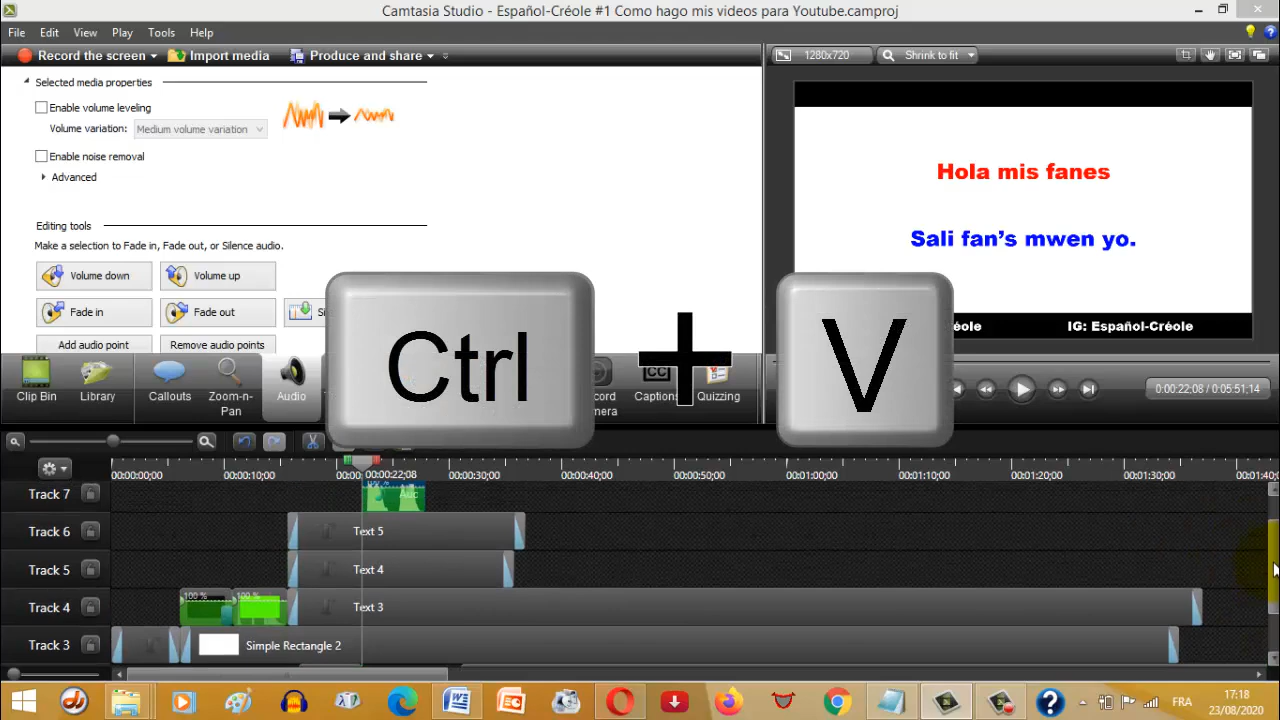 Camtasia Studio - Español-Créole #1 Como hago mis videos para Youtube.camproj
File Edit View Play Tools Help
Record the screen Import media Produce and share
1280x720 Shrink to fit
Selected media properties
Enable volume leveling
Volume variation: Medium volume variation
Enable noise removal
Advanced
Editing tools
Make a selection to Fade in, Fade out, or Silence audio.
Volume down Volume up
Fade in Fade out
Add audio point Remove audio points
Hola mis fanes
Sali fan's mwen yo.
IG: Español-Créole
Ctrl + V
Clip Bin Library Callouts Zoom-n-Pan Audio CC Captions Quizzing
0:00:22;08 / 0:05:51;14
00:00:00;00 00:00:10;00 00:00:22;08 00:00:30;00 00:00:40;00 00:00:50;00 00:01:00;00 00:01:10;00 00:01:20;00 00:01:30;00
Track 7
Track 6 Text 5
Track 5 Text 4
Track 4 100 % 100 % Text 3
Track 3 Simple Rectangle 2
FRA
17:18
23/08/2020